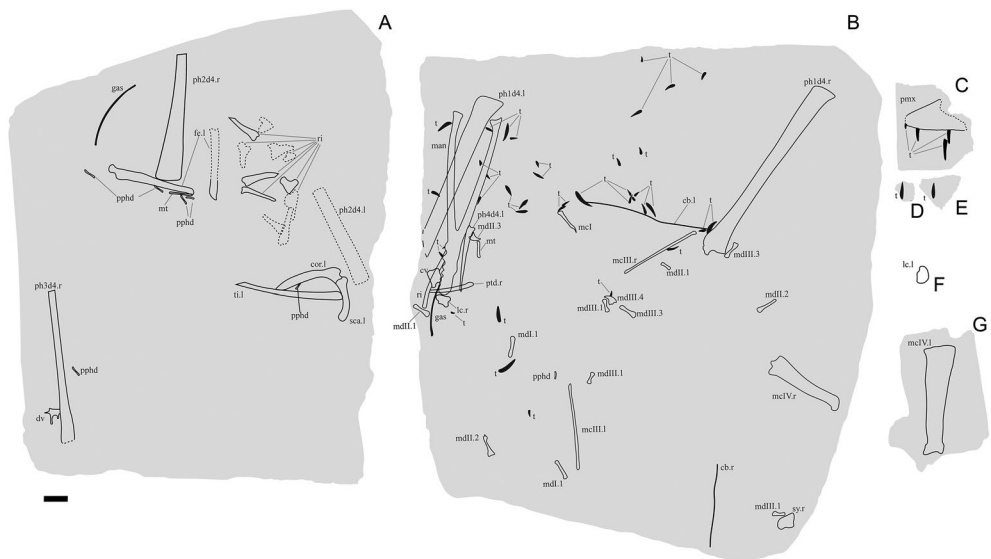 A
gas
ph2d4.r
fe.l
ri
pphd
mt
pphd
ph2d4.l
cor.l
ti.l
pphd
sca.l
ph3d4.r
pphd
dv
B
t
ph1d4.l
ph1d4.r
t
t
man
t
t
t
t
t
t
t
t
ph4d4.l
mdII.3
mt
mcI
cb.l
mcIII.r
mdII.1
mdIII.3
t
t
cv
ri
ptd.r
mdII.1
lc.r
gas
t
t
mdIII.4
mdIII.1
mdIII.3
mdII.2
t
mdI.1
t
pphd
mdIII.1
mcIV.r
t
mcIII.l
mdII.2
mdI.1
cb.r
mdIII.1
sy.r
C
pmx
t
t
D
t
E
lc.l
F
G
mcIV.l